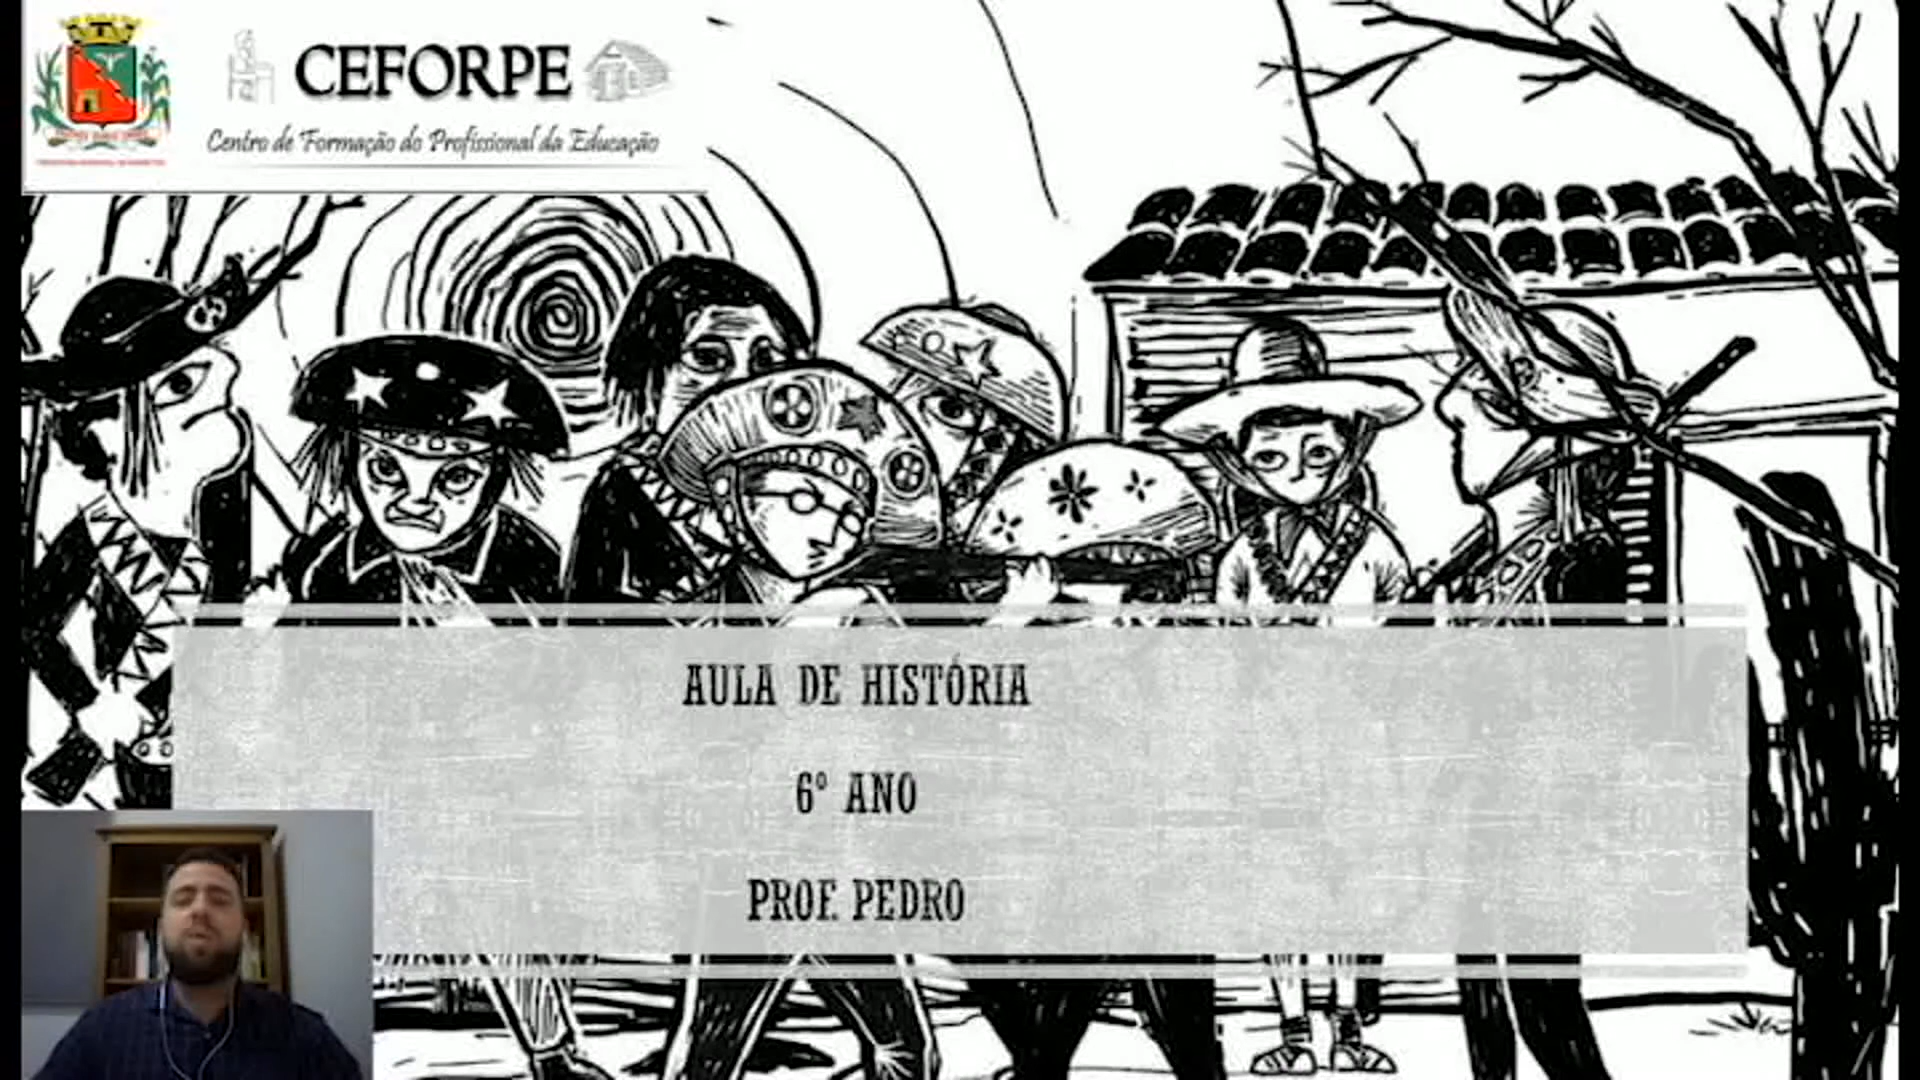 CEFORPE
Centro de Formação do Profissional da Educação
AULA DE HISTÓRIA
6º ANO
PROF. PEDRO